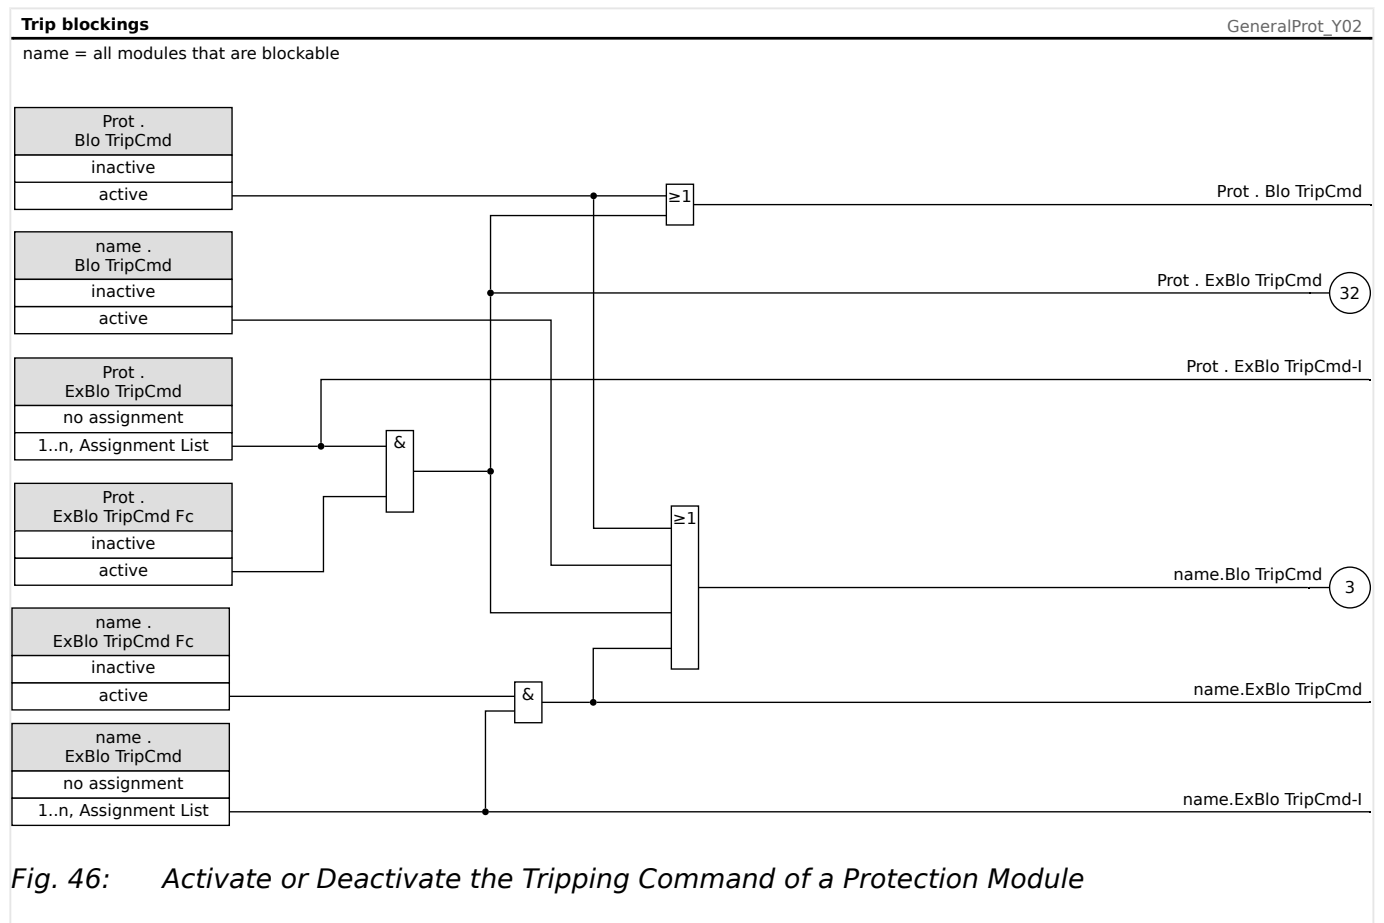 Trip blockings
GeneralProt_Y02
name = all modules that are blockable
Prot .
Blo TripCmd
inactive
active
≥1
Prot . Blo TripCmd
name .
Blo TripCmd
inactive
active
Prot . ExBlo TripCmd
32
Prot .
ExBlo TripCmd
no assignment
1..n, Assignment List
Prot . ExBlo TripCmd-I
&
Prot .
ExBlo TripCmd Fc
inactive
active
≥1
name.Blo TripCmd
3
name .
ExBlo TripCmd Fc
inactive
active
&
name.ExBlo TripCmd
name .
ExBlo TripCmd
no assignment
1..n, Assignment List
name.ExBlo TripCmd-I
Fig. 46: Activate or Deactivate the Tripping Command of a Protection Module